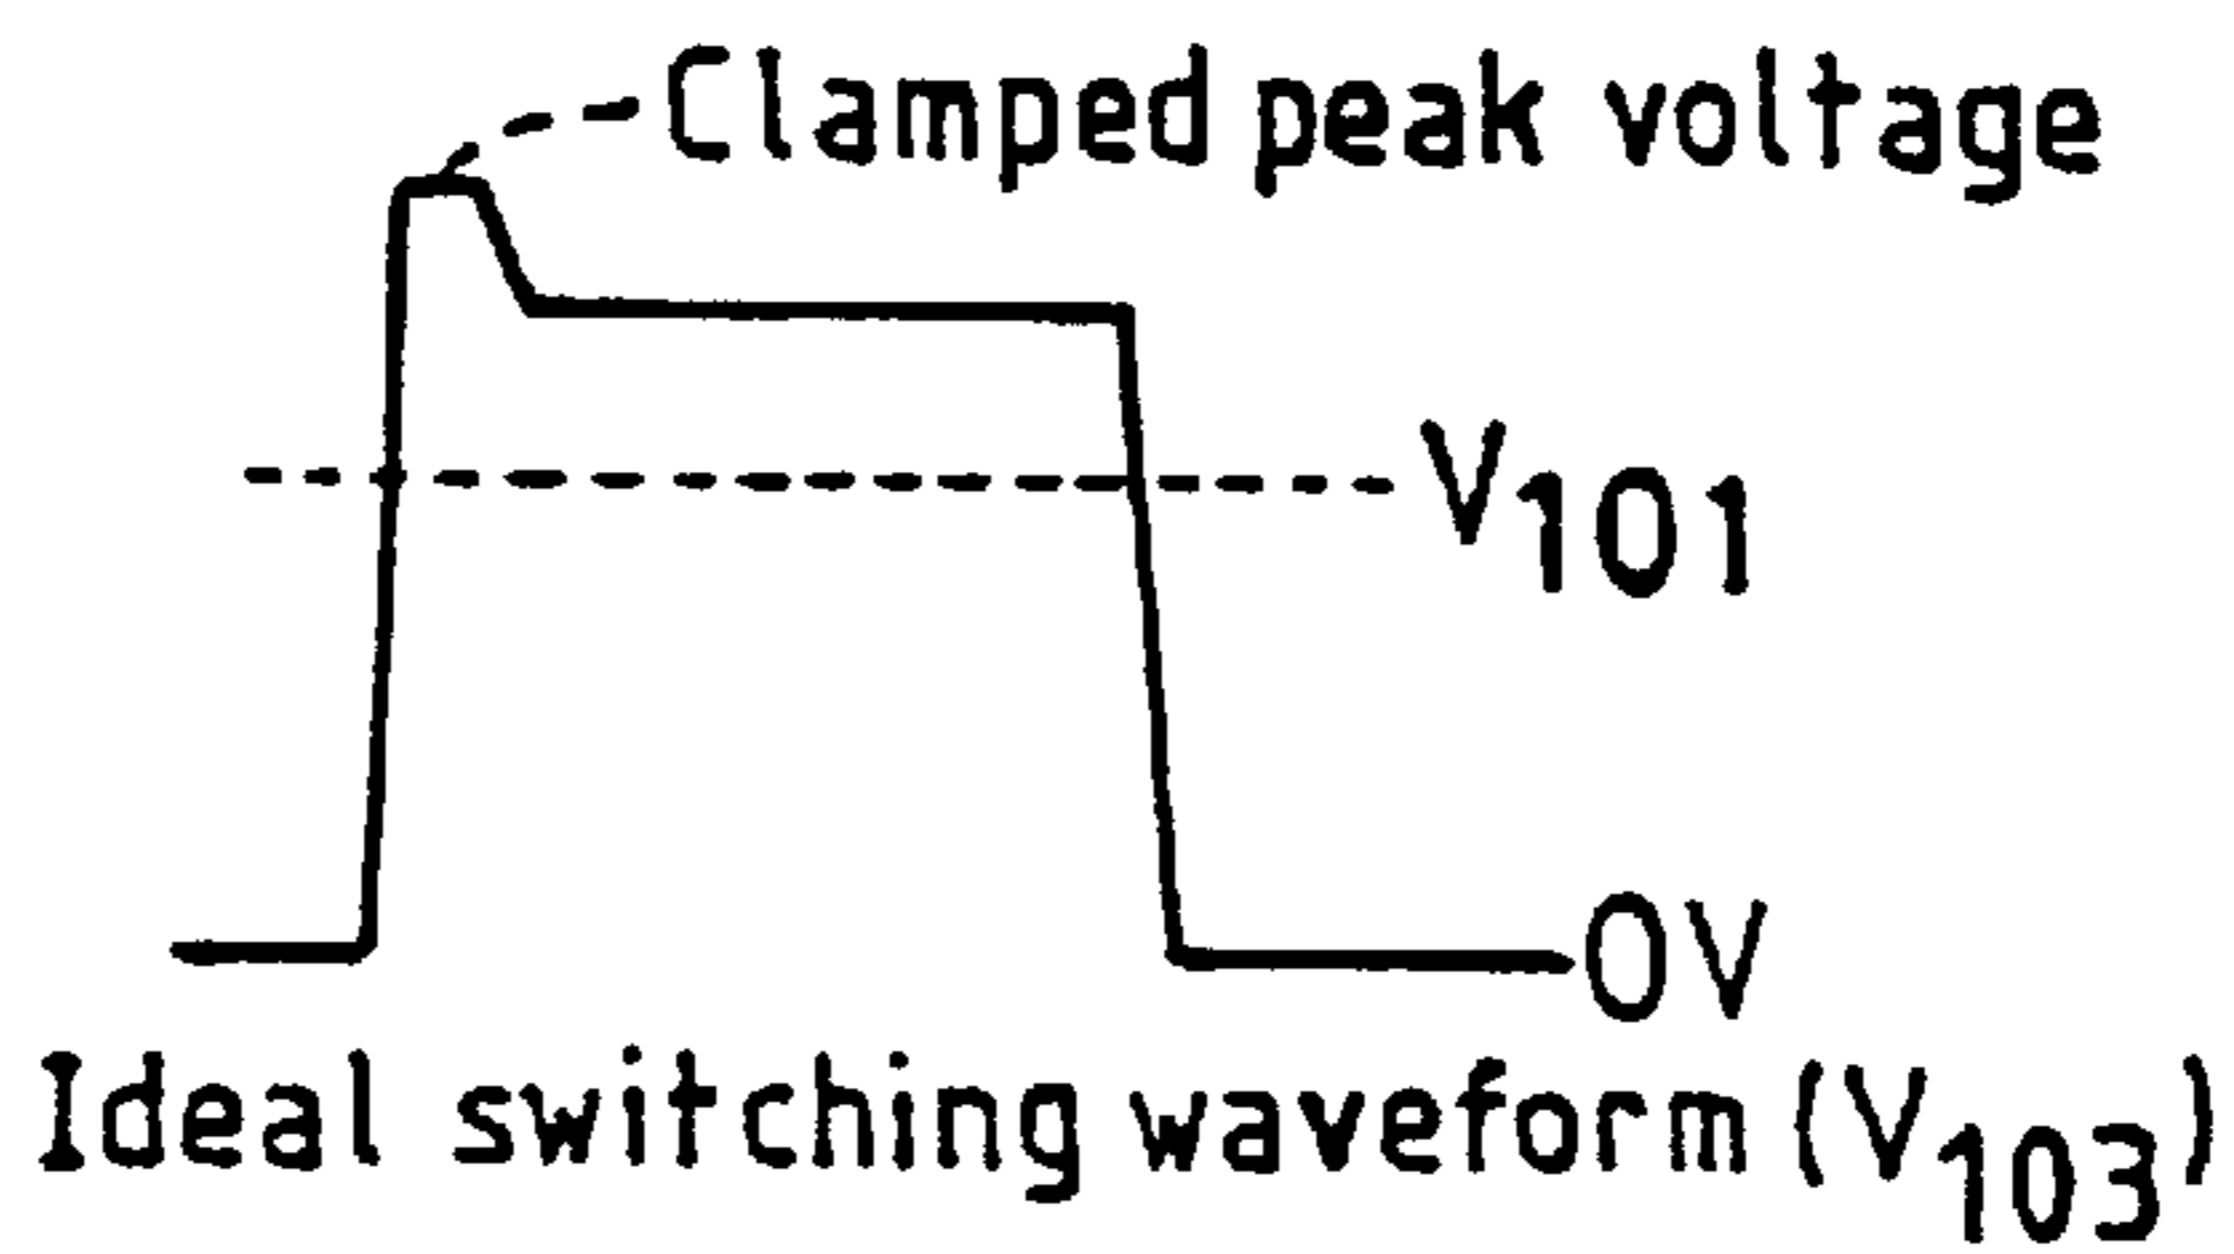 Clamped peak voltage
V101
0V
Ideal switching waveform (V103)